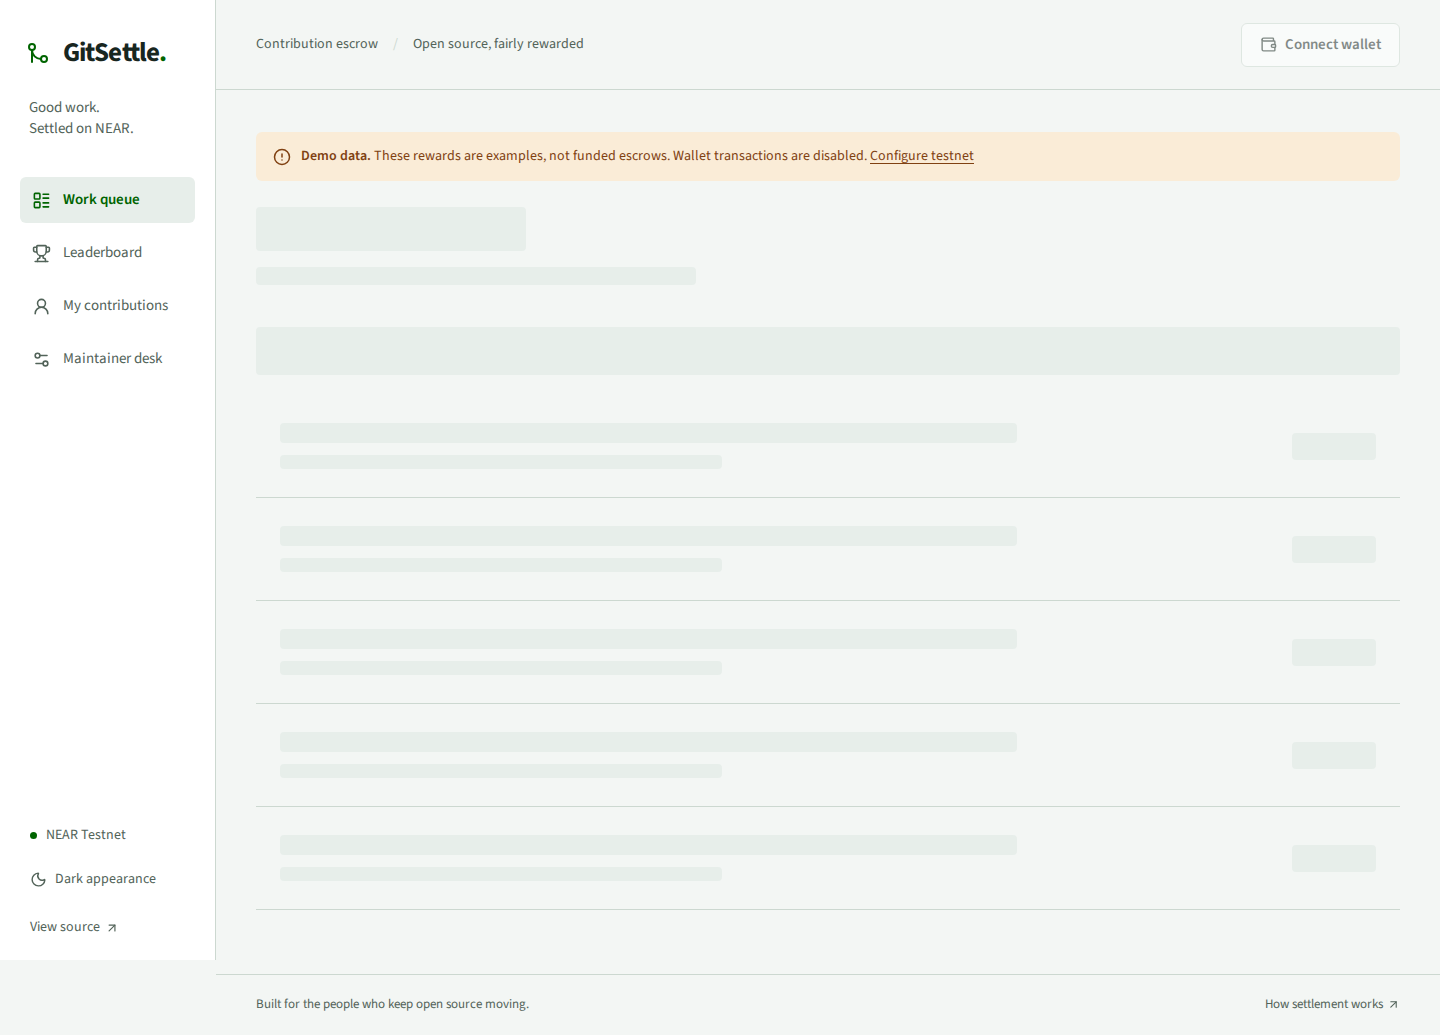 GitSettle.
Good work.
Settled on NEAR.
Work queue
Leaderboard
My contributions
Maintainer desk
NEAR Testnet
Dark appearance
View source
Contribution escrow / Open source, fairly rewarded
Connect wallet
Demo data. These rewards are examples, not funded escrows. Wallet transactions are disabled. Configure testnet
Built for the people who keep open source moving.
How settlement works